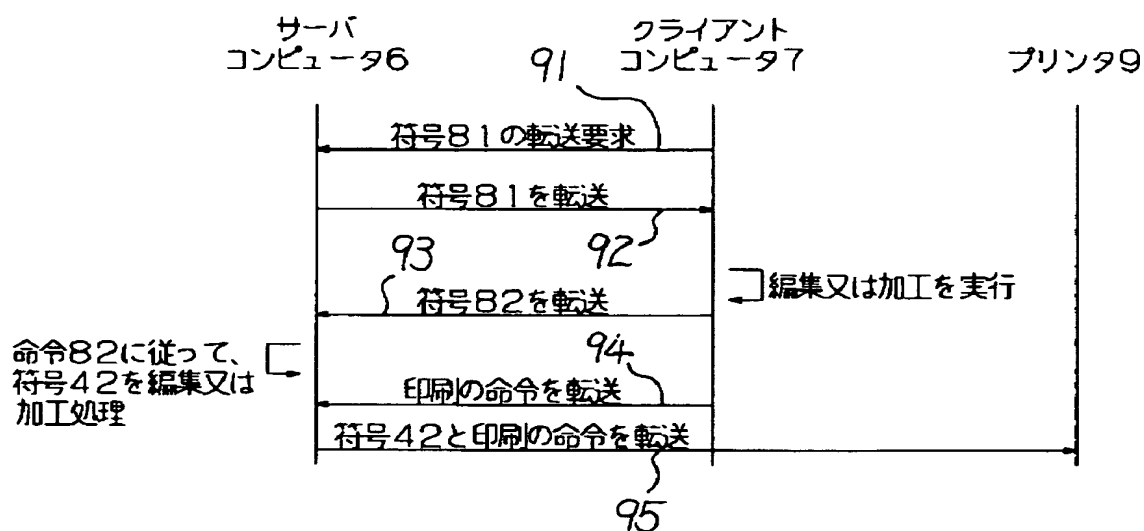 サーバ
コンピュータ6
クライアント
コンピュータ7
プリンタ9
91
符号81の転送要求
符号81を転送
92
93
編集又は加工を実行
符号82を転送
命令82に従って、
符号42を編集又は
加工処理
94
印刷の命令を転送
符号42と印刷の命令を転送
95